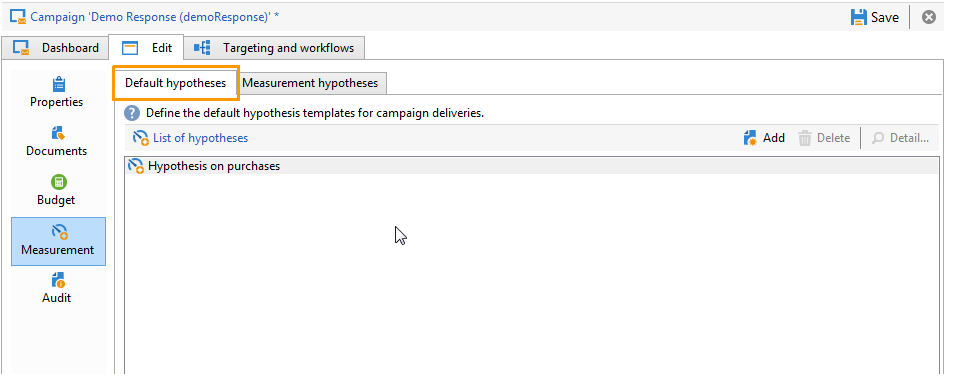 Campaign 'Demo Response (demoResponse)' *
Save
Dashboard
Edit
Targeting and workflows
Properties
Documents
Budget
Measurement
Audit
Default hypotheses
Measurement hypotheses
? Define the default hypothesis templates for campaign deliveries.
List of hypotheses
Add
Delete
Detail...
Hypothesis on purchases